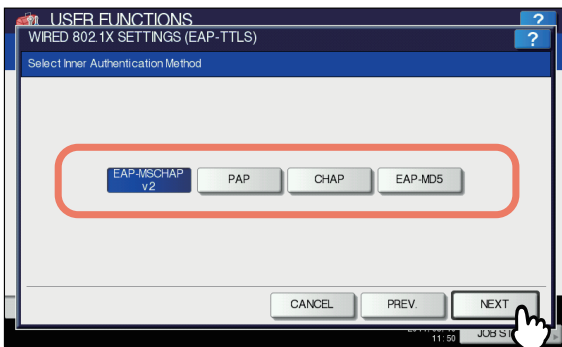 USER FUNCTIONS
?
WIRED 802.1X SETTINGS (EAP-TTLS)
?
Select Inner Authentication Method
EAP-MSCHAP
v2
PAP
CHAP
EAP-MD5
CANCEL
PREV.
NEXT
11:50